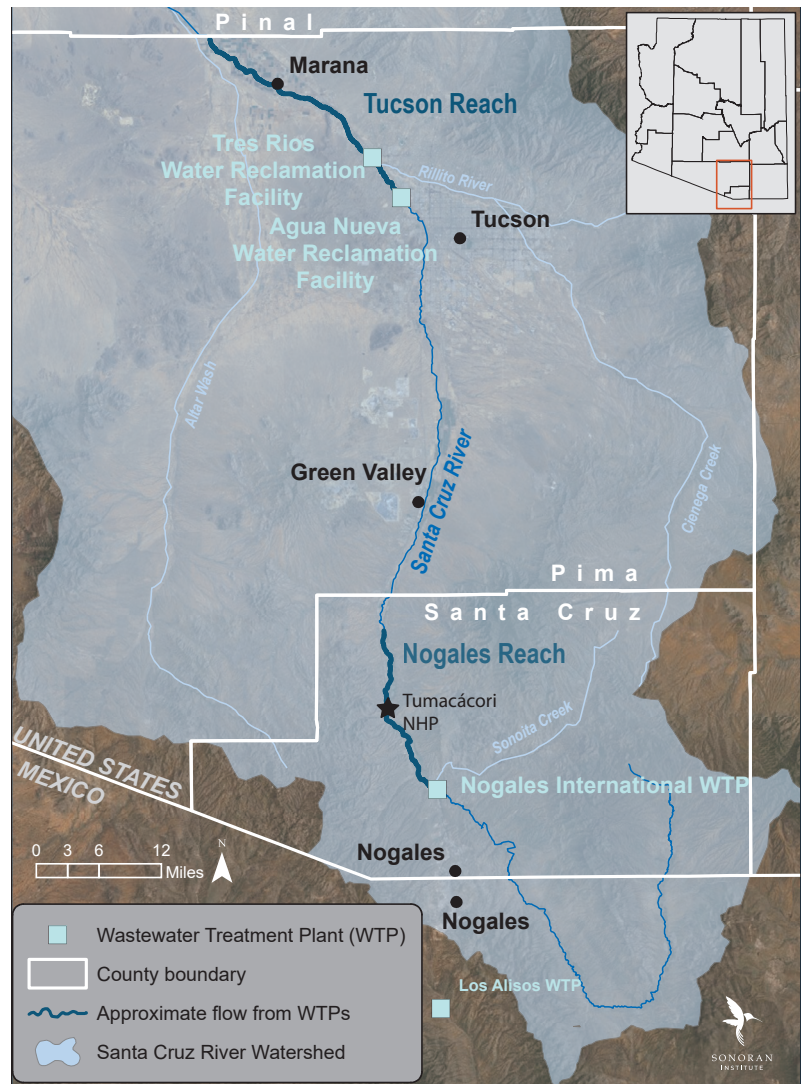 Pinal
Marana
Tucson Reach
Tres Rios
Water Reclamation
Facility
Rillito River
Agua Nueva
Water Reclamation
Facility
Tucson
Altar Wash
Green Valley
Santa Cruz River
Cienega Creek
Pima
Santa Cruz
Nogales Reach
Tumacácori
NHP
Sonoita Creek
UNITED STATES
MEXICO
Nogales International WTP
0 3 6 12
Miles
N
Nogales
Nogales
Los Alisos WTP
Wastewater Treatment Plant (WTP)
County boundary
Approximate flow from WTPs
Santa Cruz River Watershed
SONORAN
INSTITUTE